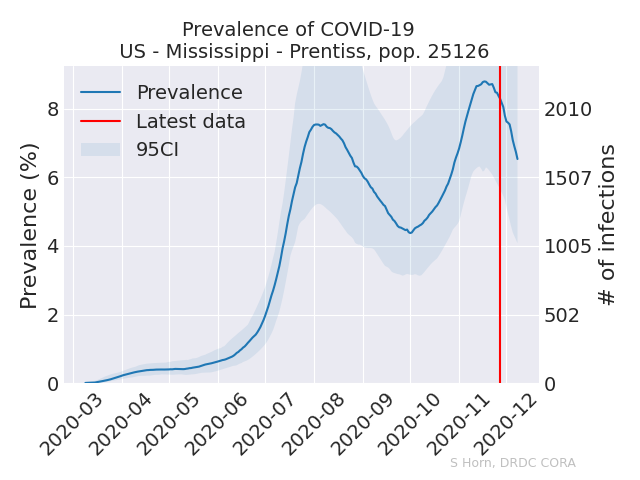 Prevalence of COVID-19
US - Mississippi - Prentiss, pop. 25126
Prevalence
Latest data
95CI
Prevalence (%)
8
6
4
2
0
2010
1507
1005
502
0
# of infections
2020-03
2020-04
2020-05
2020-06
2020-07
2020-08
2020-09
2020-10
2020-11
2020-12
S Horn, DRDC CORA